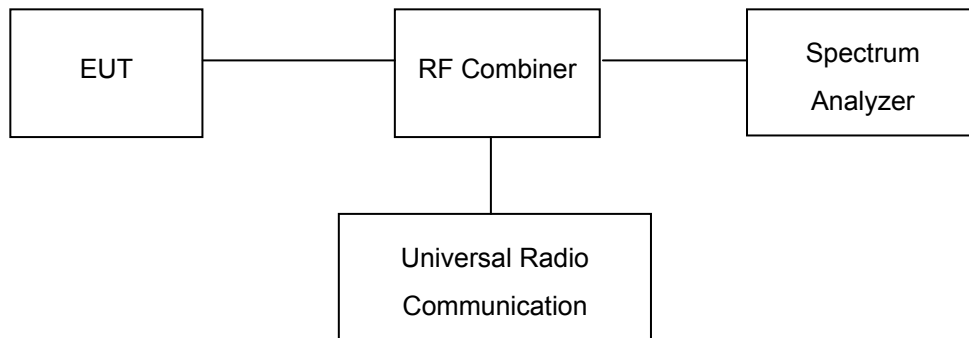 EUT
RF Combiner
Spectrum
Analyzer
Universal Radio
Communication